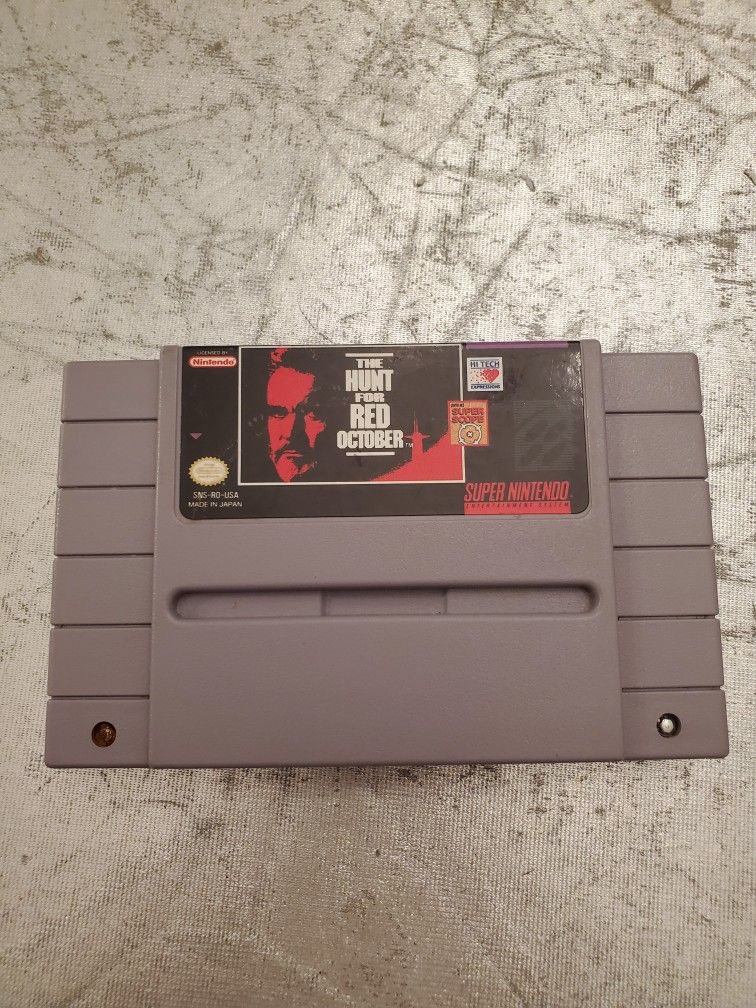 LICENSED BY
Nintendo
THE
HUNT
FOR
RED
OCTOBER™
HI TECH
EXPRESSIONS
SUPER
SCOPE
SNS-RO-USA
MADE IN JAPAN
SUPER NINTENDO
ENTERTAINMENT SYSTEM